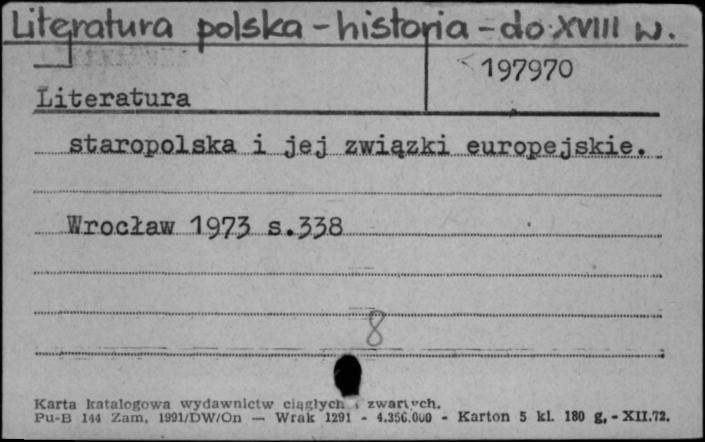 Literatura polska - historia - do XVIII w.
197970
Literatura
staropolska i jej związki europejskie.
Wrocław 1973 s.338
8
Karta katalogowa wydawnictw ciągłych i zwartych.
Pu-B 144 Zam. 1991/DW/On — Wrak 1291 - 4.350.000 - Karton 5 kl. 180 g. - XII.72.